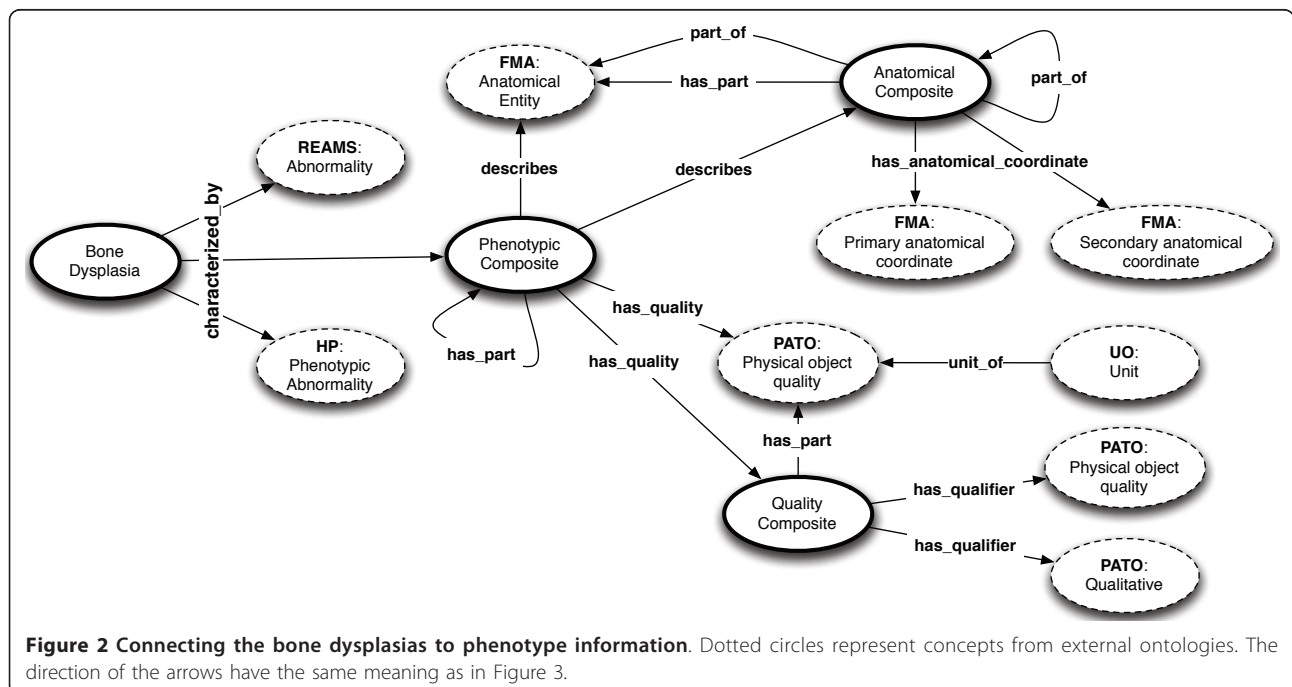 part_of
FMA:
Anatomical
Entity
has_part
Anatomical
Composite
part_of
REAMS:
Abnormality
describes
describes
has_anatomical_coordinate
characterized_by
Bone
Dysplasia
Phenotypic
Composite
FMA:
Primary anatomical
coordinate
FMA:
Secondary anatomical
coordinate
HP:
Phenotypic
Abnormality
has_part
has_quality
has_quality
PATO:
Physical object
quality
unit_of
UO:
Unit
has_part
Quality
Composite
has_qualifier
PATO:
Physical object
quality
has_qualifier
PATO:
Qualitative
Figure 2 Connecting the bone dysplasias to phenotype information. Dotted circles represent concepts from external ontologies. The
direction of the arrows have the same meaning as in Figure 3.